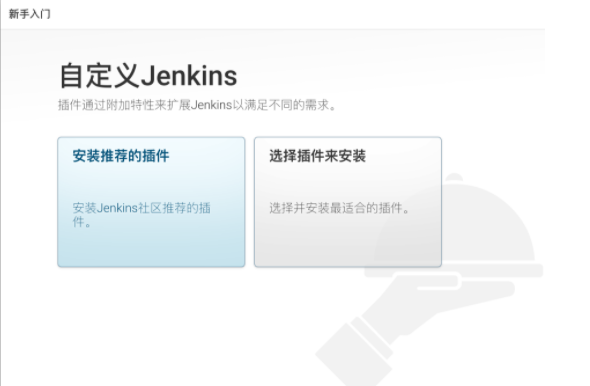 新手入门
自定义Jenkins
插件通过附加特性来扩展Jenkins以满足不同的需求。
安装推荐的插件
安装Jenkins社区推荐的插
件。
选择插件来安装
选择并安装最适合的插件。